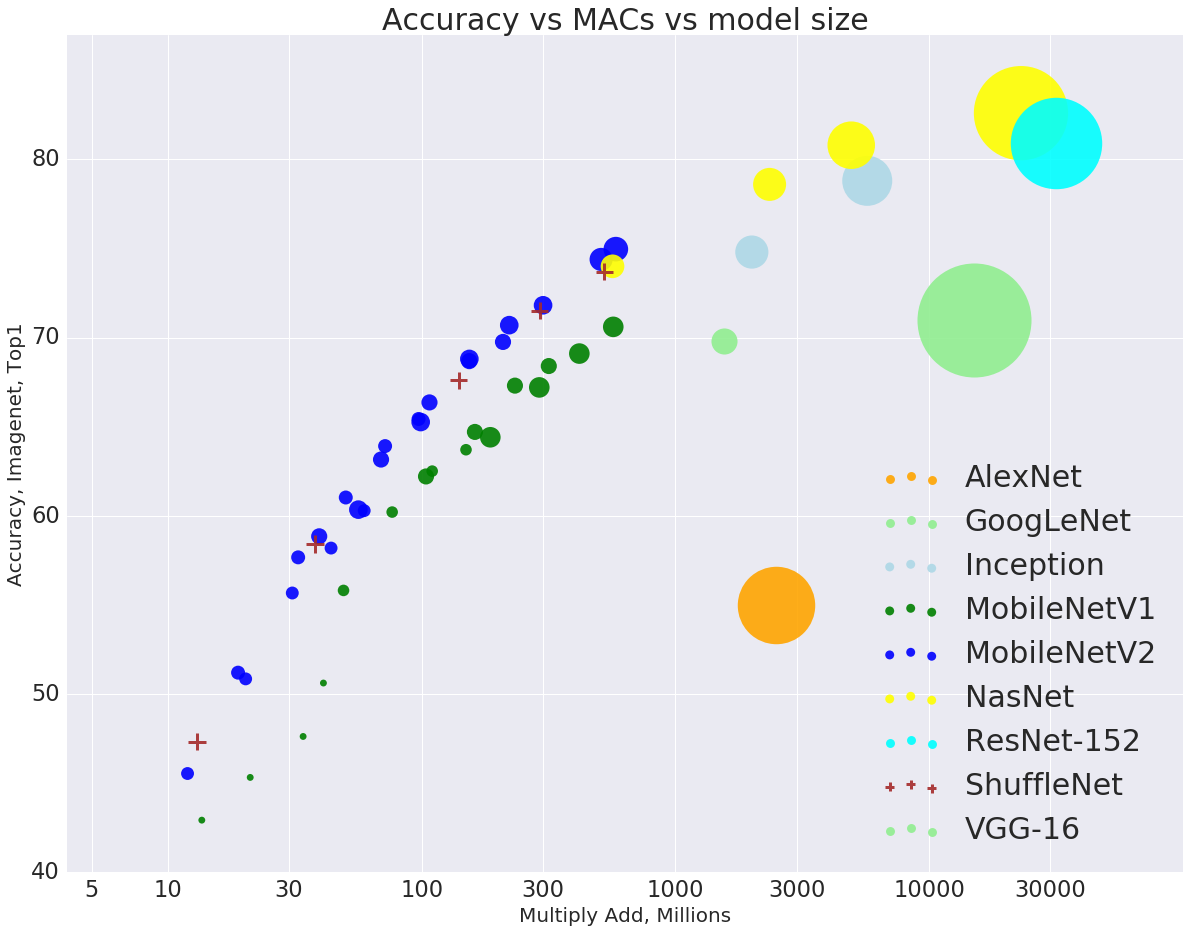 Accuracy vs MACs vs model size
Accuracy, Imagenet, Top1
80
70
60
50
40
AlexNet
GoogLeNet
Inception
MobileNetV1
MobileNetV2
NasNet
ResNet-152
ShuffleNet
VGG-16
5 10 30 100 300 1000 3000 10000 30000
Multiply Add, Millions